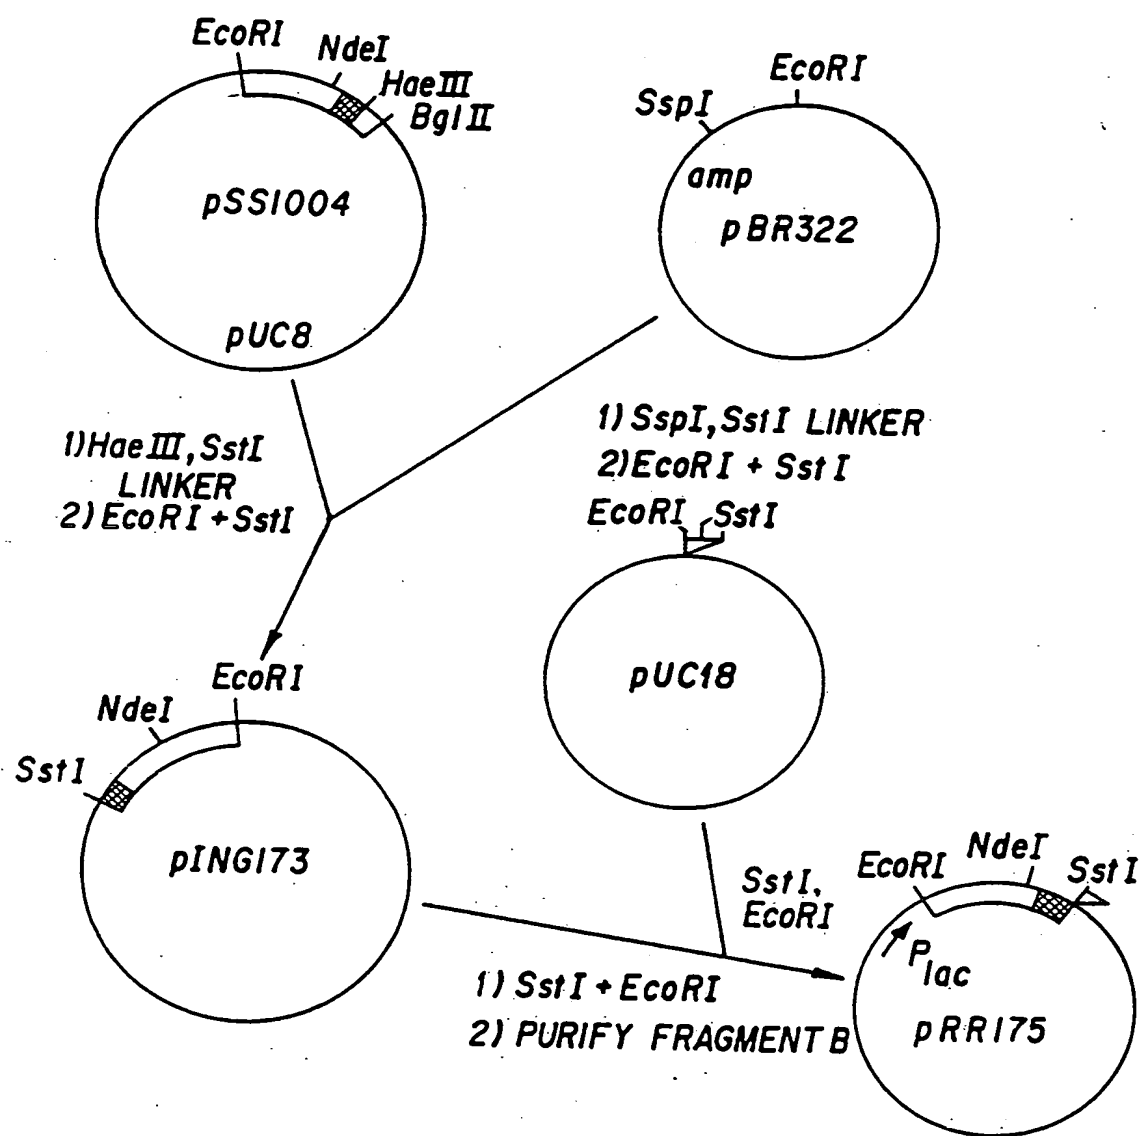 EcoRI
NdeI
HaeIII
BglII
pSS1004
pUC8
EcoRI
SspI
amp
pBR322
1)HaeIII,SstI
LINKER
2)EcoRI+SstI
1)SspI,SstI LINKER
2)EcoRI + SstI
EcoRI
SstI
pUC18
EcoRI
NdeI
SstI
pING173
SstI,
EcoRI
1) SstI + EcoRI
2) PURIFY FRAGMENT B
EcoRI
NdeI
SstI
Plac
pRR175